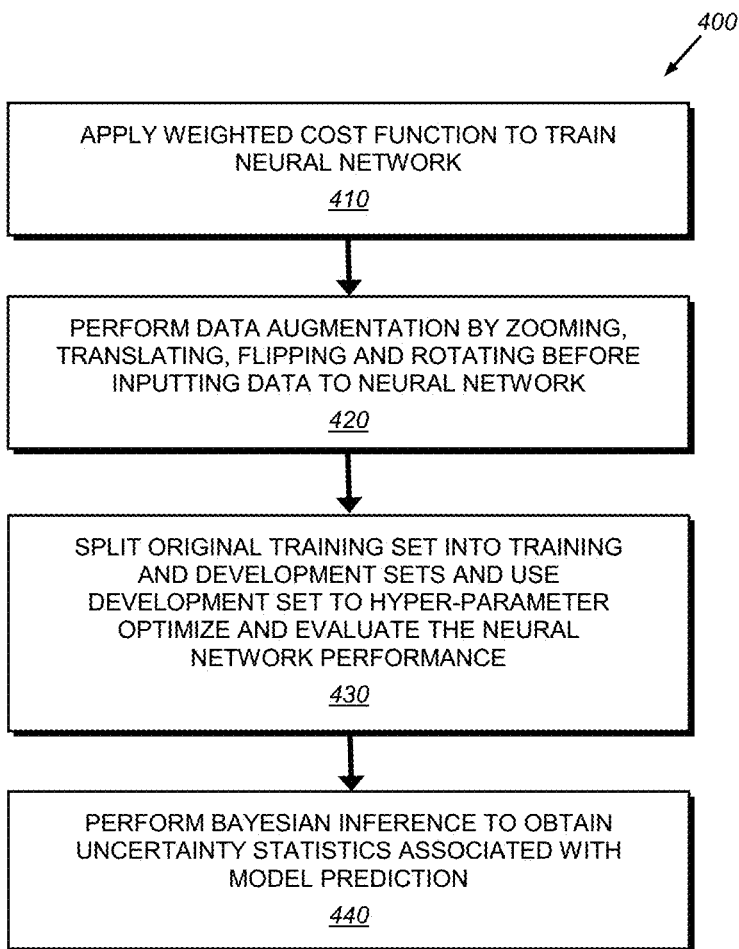 400
APPLY WEIGHTED COST FUNCTION TO TRAIN
NEURAL NETWORK
410
PERFORM DATA AUGMENTATION BY ZOOMING,
TRANSLATING, FLIPPING AND ROTATING BEFORE
INPUTTING DATA TO NEURAL NETWORK
420
SPLIT ORIGINAL TRAINING SET INTO TRAINING
AND DEVELOPMENT SETS AND USE
DEVELOPMENT SET TO HYPER-PARAMETER
OPTIMIZE AND EVALUATE THE NEURAL
NETWORK PERFORMANCE
430
PERFORM BAYESIAN INFERENCE TO OBTAIN
UNCERTAINTY STATISTICS ASSOCIATED WITH
MODEL PREDICTION
440